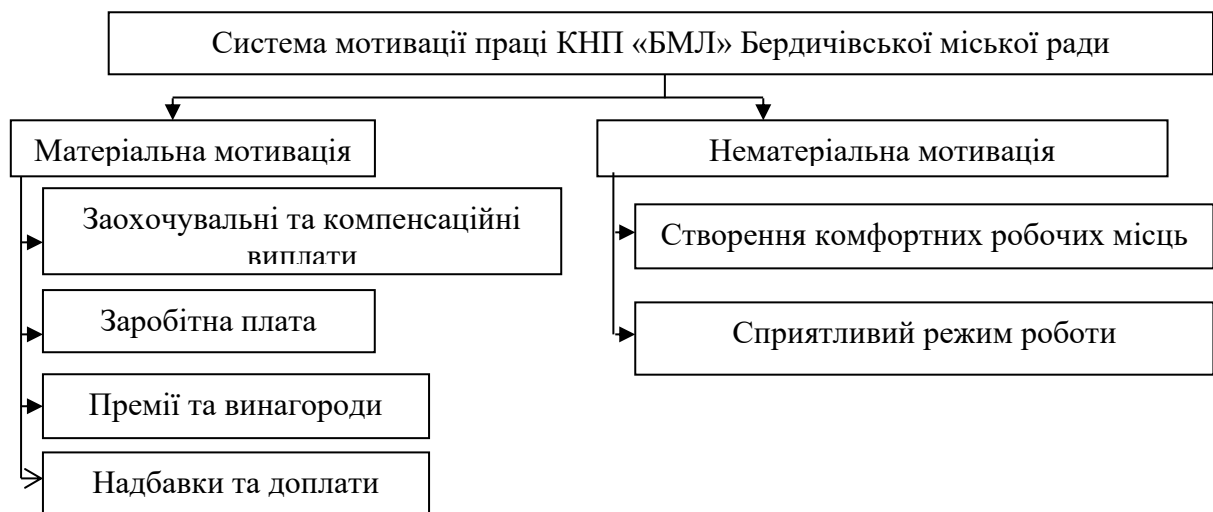 Система мотивації праці КНП «БМЛ» Бердичівської міської ради
Матеріальна мотивація
Нематеріальна мотивація
Заохочувальні та компенсаційні
виплати
Створення комфортних робочих місць
Заробітна плата
Сприятливий режим роботи
Премії та винагороди
Надбавки та доплати